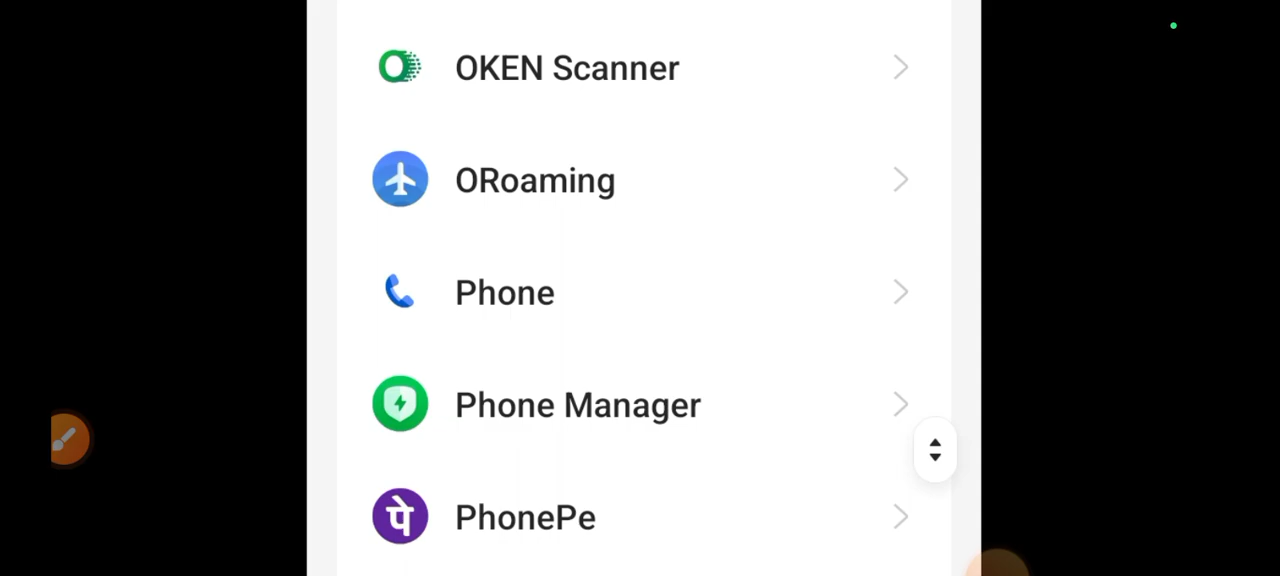 OKEN Scanner
ORoaming
Phone
Phone Manager
पे PhonePe